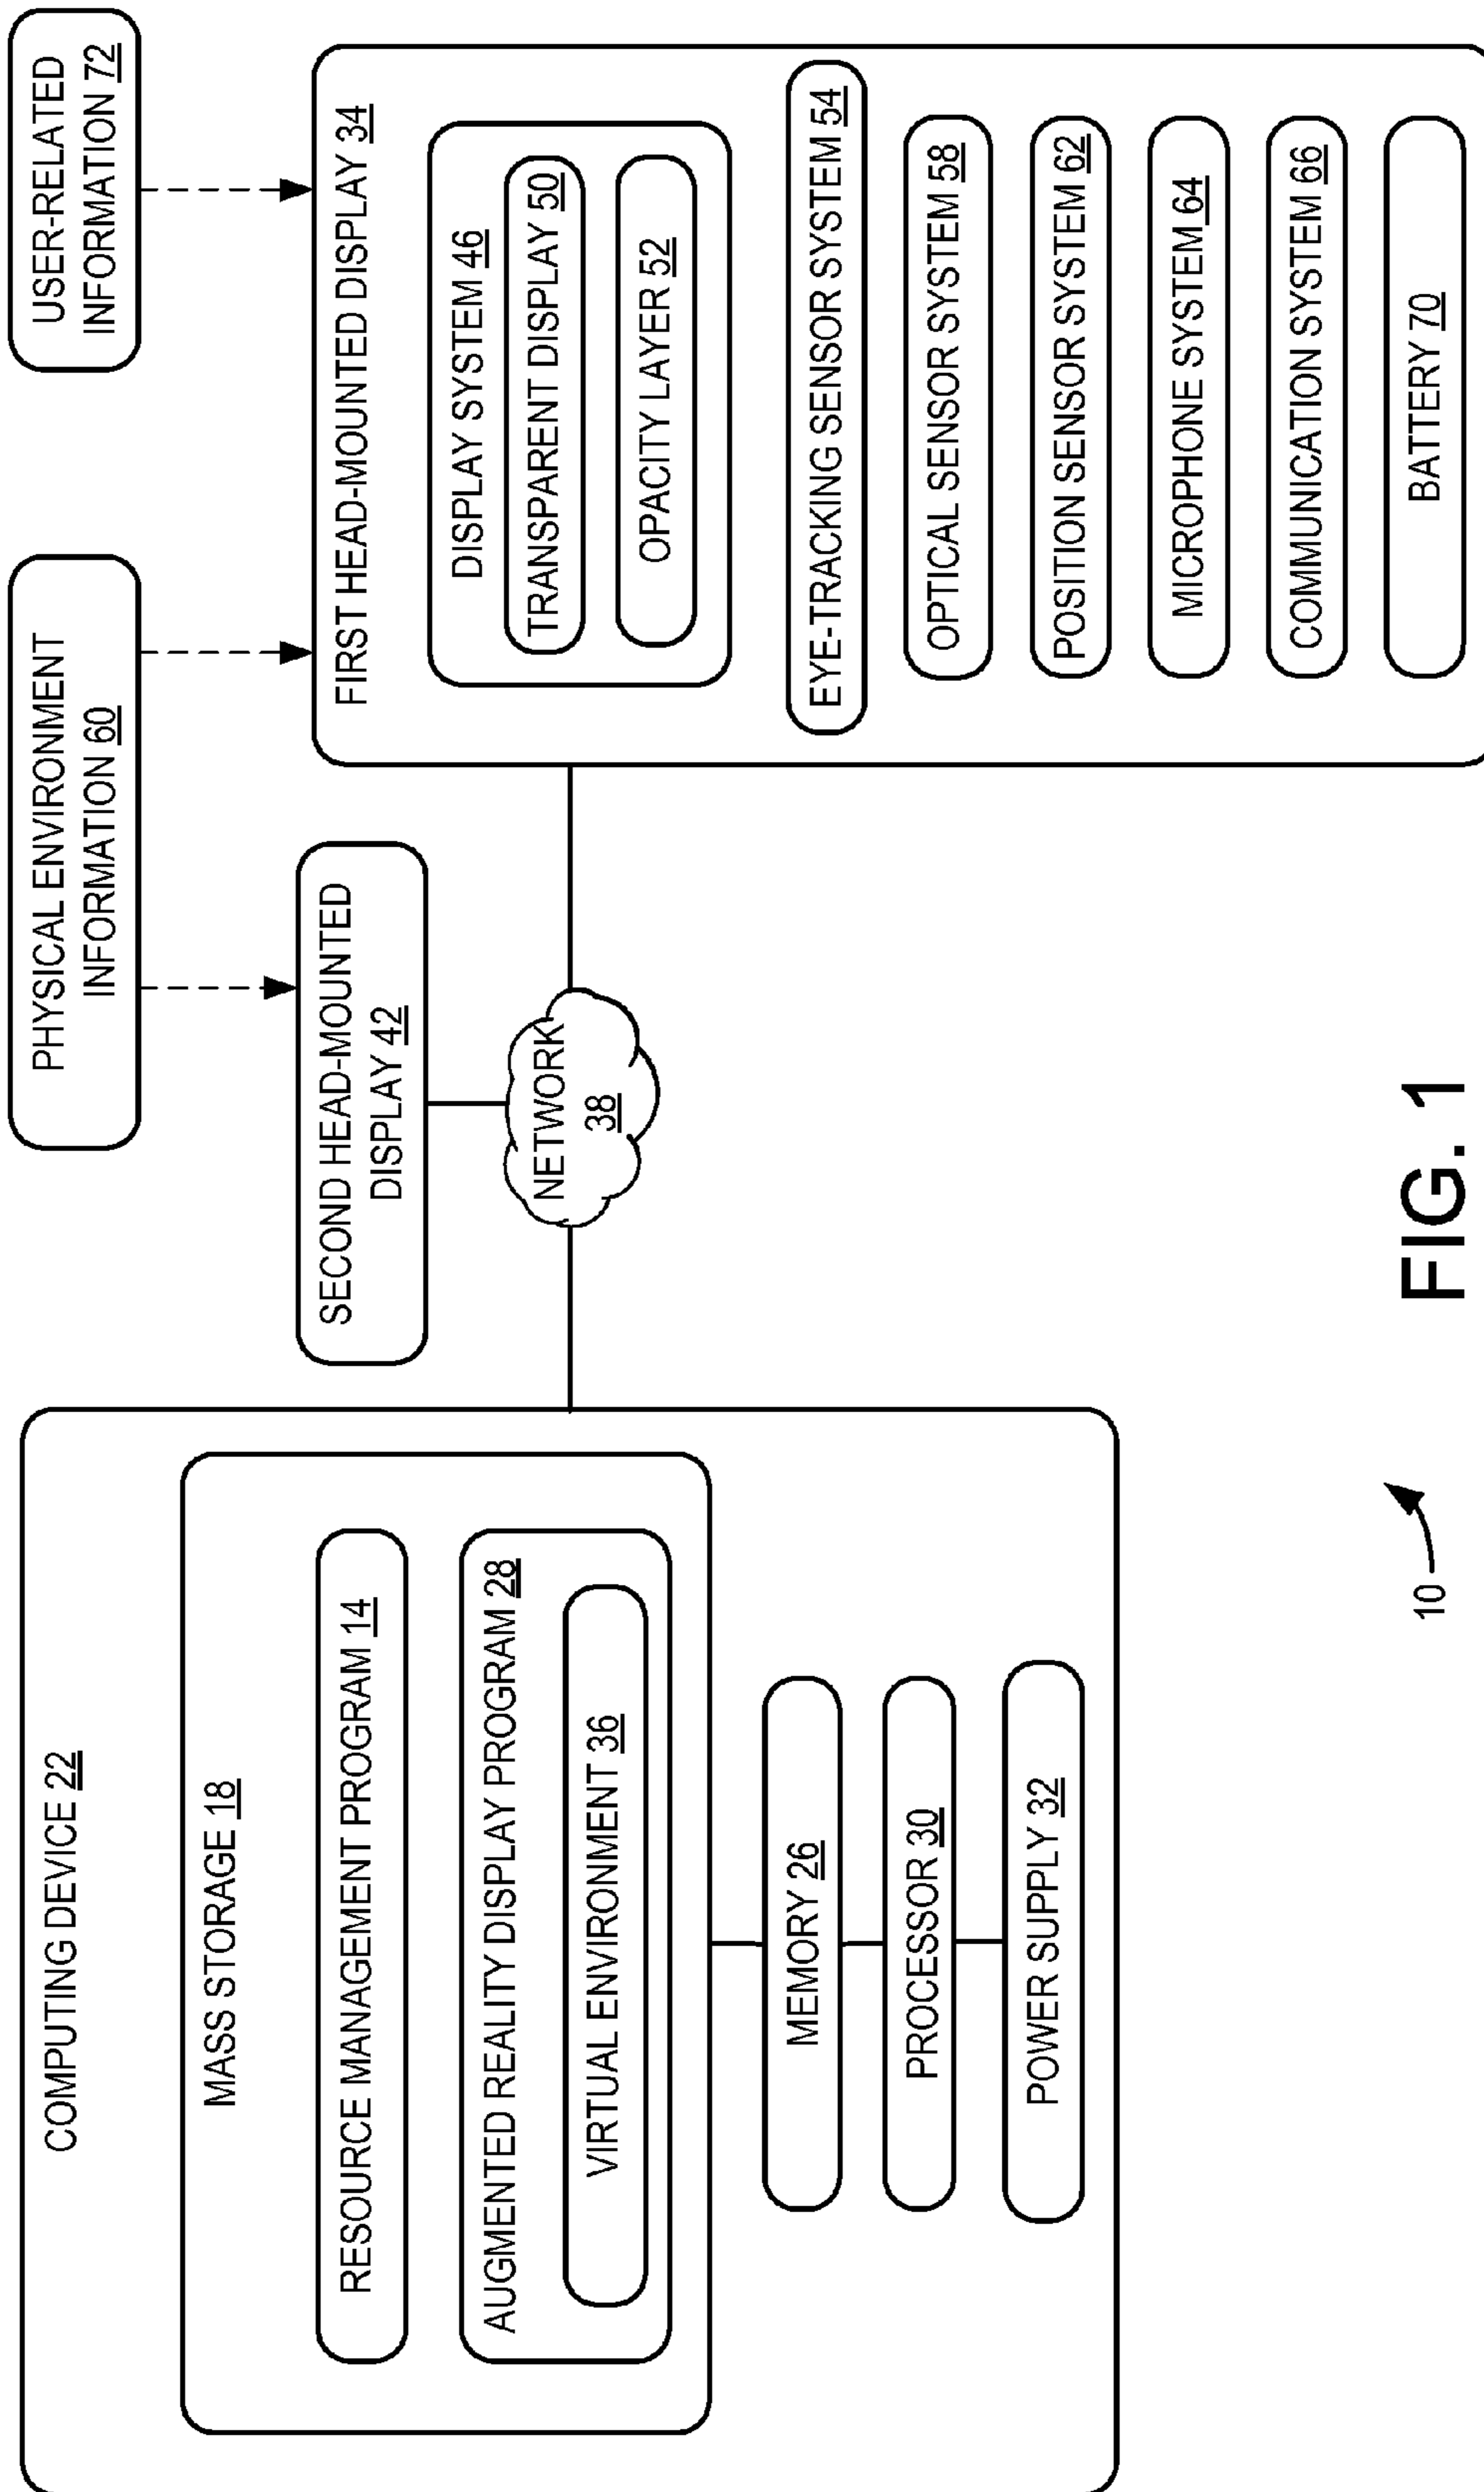 COMPUTING DEVICE 22
MASS STORAGE 18
RESOURCE MANAGEMENT PROGRAM 14
AUGMENTED REALITY DISPLAY PROGRAM 28
VIRTUAL ENVIRONMENT 36
MEMORY 26
PROCESSOR 30
POWER SUPPLY 32
PHYSICAL ENVIRONMENT
INFORMATION 60
SECOND HEAD-MOUNTED
DISPLAY 42
NETWORK
38
USER-RELATED
INFORMATION 72
FIRST HEAD-MOUNTED DISPLAY 34
DISPLAY SYSTEM 46
TRANSPARENT DISPLAY 50
OPACITY LAYER 52
EYE-TRACKING SENSOR SYSTEM 54
OPTICAL SENSOR SYSTEM 58
POSITION SENSOR SYSTEM 62
MICROPHONE SYSTEM 64
COMMUNICATION SYSTEM 66
BATTERY 70
10
FIG. 1